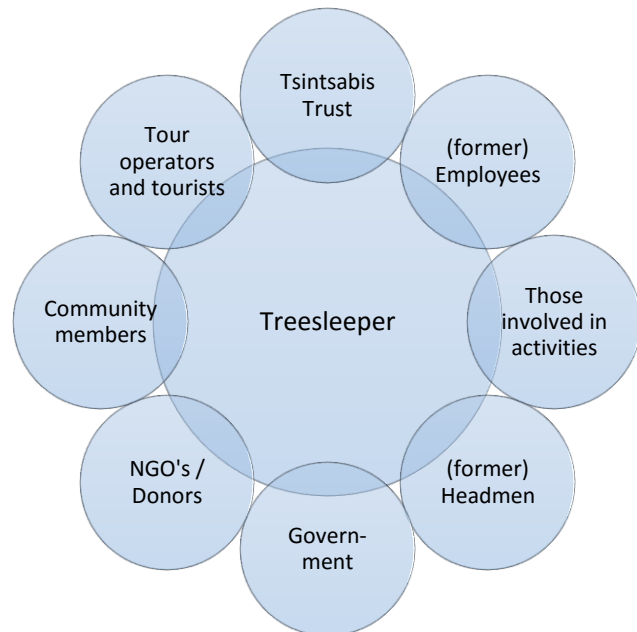 Tsintsabis
Trust
(former)
Employees
Those
involved in
activities
(former)
Headmen
Govern-
ment
NGO's /
Donors
Community
members
Tour
operators
and tourists
Treesleeper